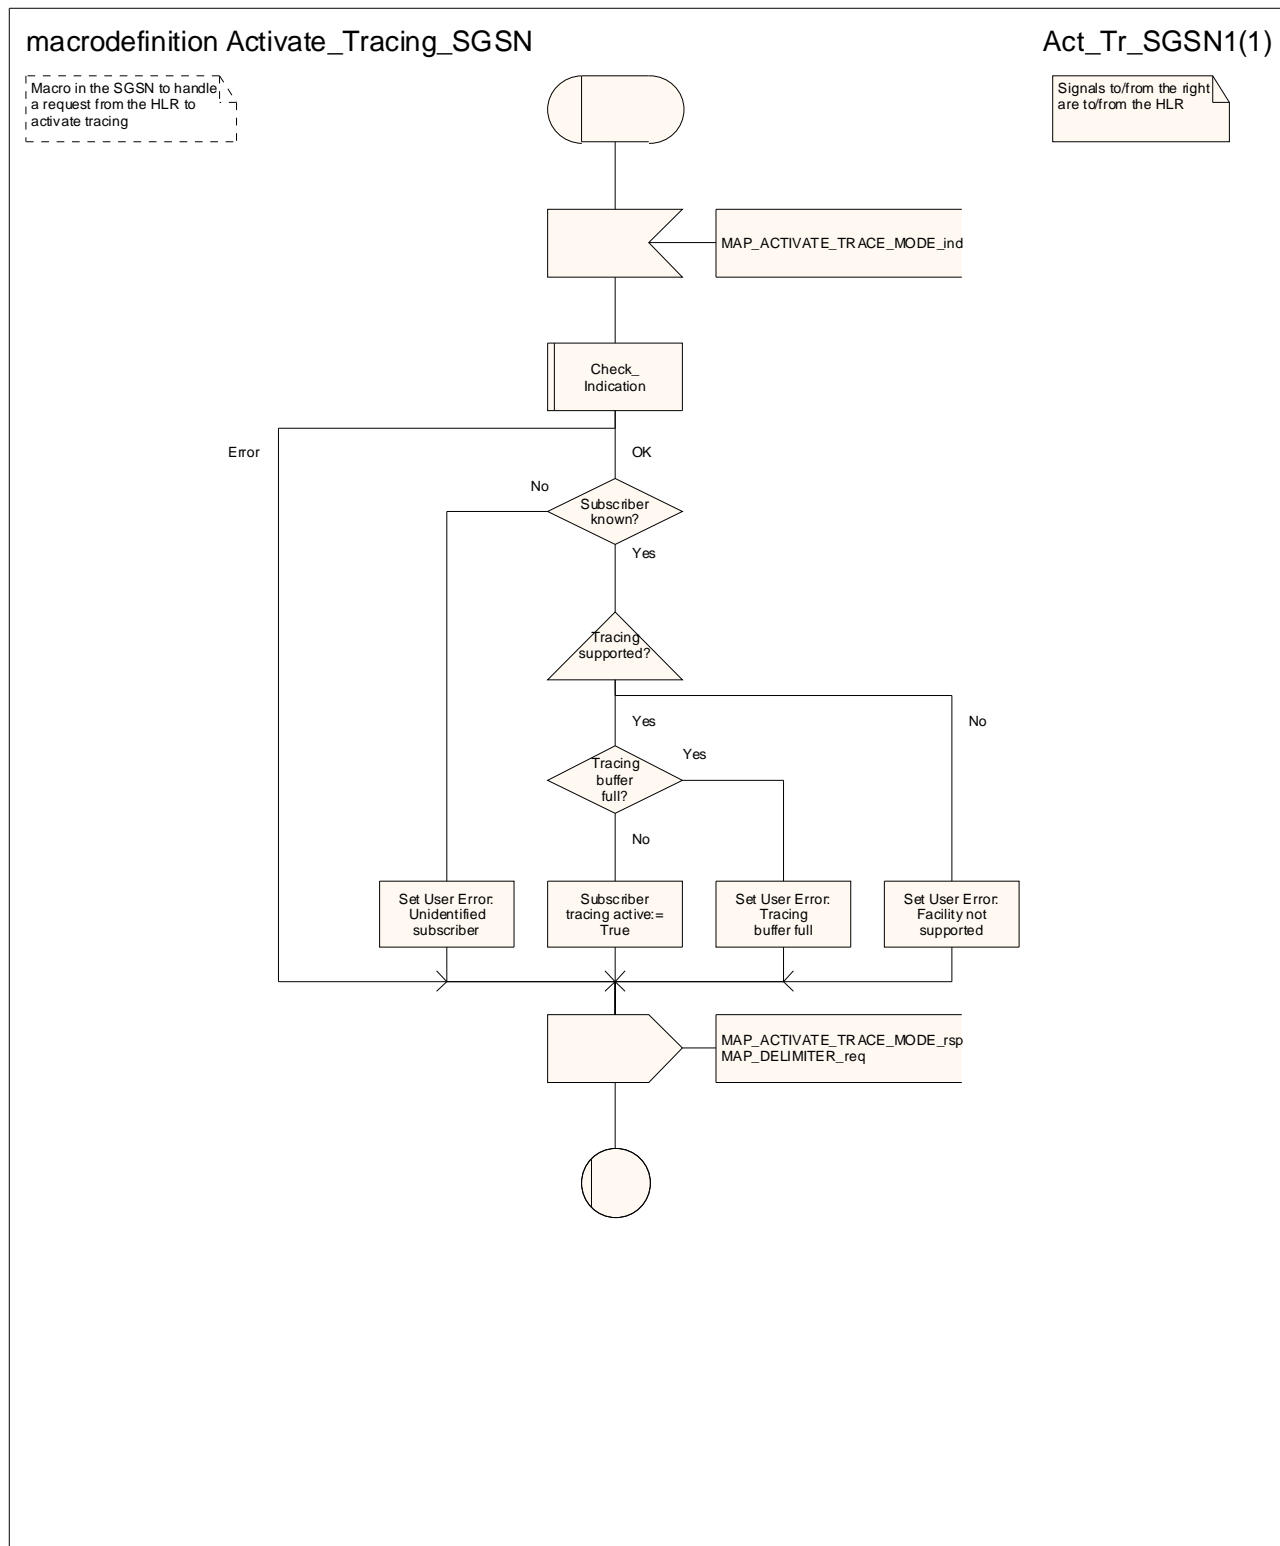 macrodefinition Activate_Tracing_SGSN
Act_Tr_SGSN1(1)
Macro in the SGSN to handle
a request from the HLR to
activate tracing
Signals to/from the right
are to/from the HLR
MAP_ACTIVATE_TRACE_MODE_ind
Check_
Indication
Error
OK
No
Subscriber
known?
Yes
Tracing
supported?
Yes
No
Yes
Tracing
buffer
full?
No
Set User Error:
Unidentified
subscriber
Subscriber
tracing active:=
True
Set User Error:
Tracing
buffer full
Set User Error:
Facility not
supported
MAP_ACTIVATE_TRACE_MODE_rsp
MAP_DELIMITER_req